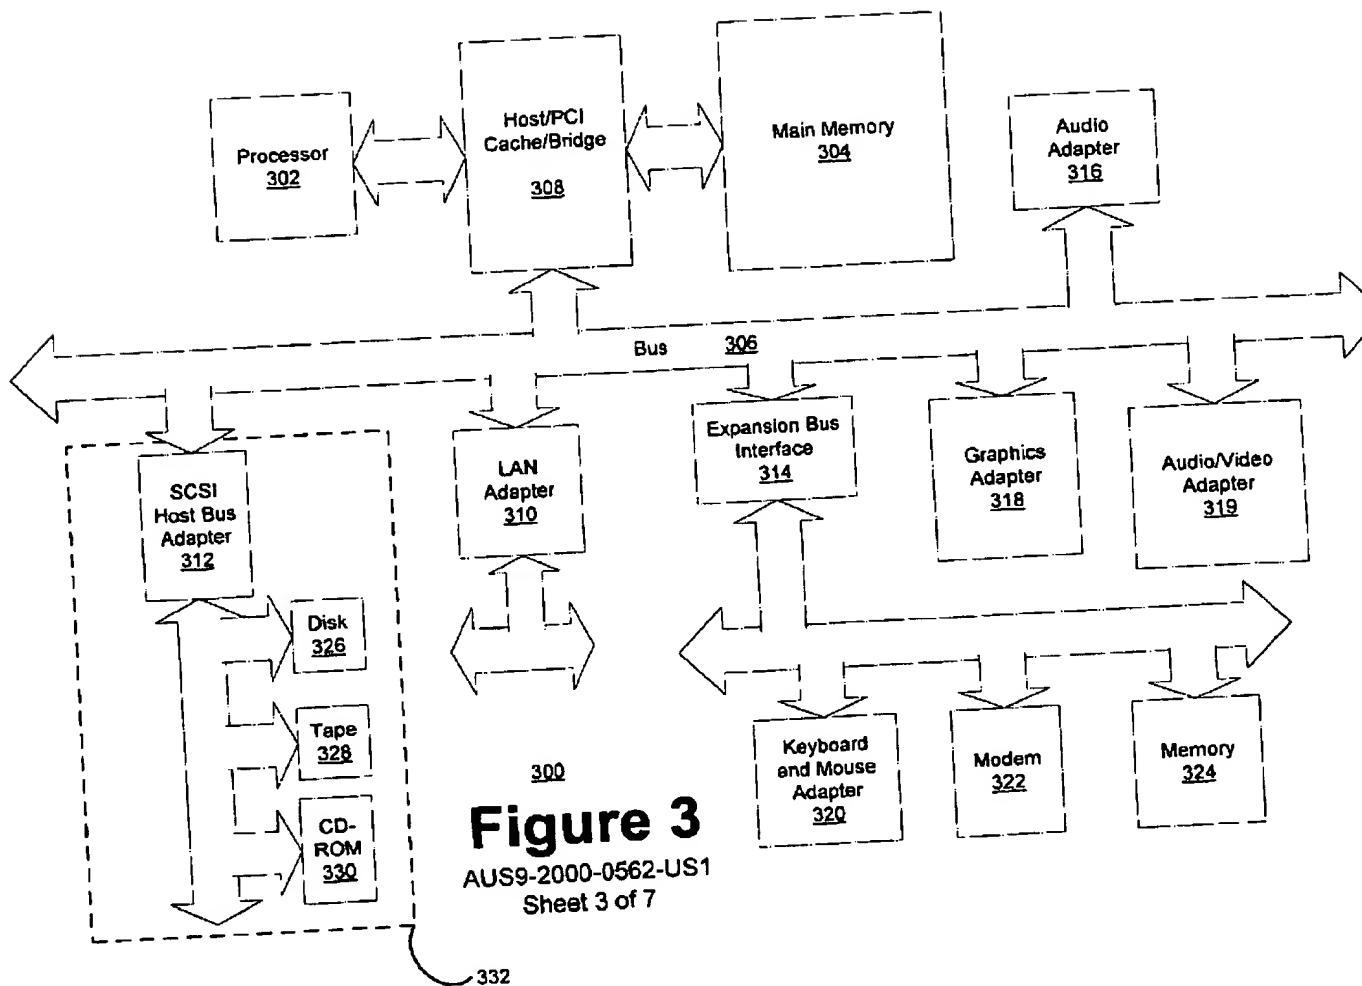 Processor
302
Host/PCI
Cache/Bridge
308
Main Memory
304
Audio
Adapter
316
Bus 306
SCSI
Host Bus
Adapter
312
LAN
Adapter
310
Expansion Bus
Interface
314
Graphics
Adapter
318
Audio/Video
Adapter
319
Disk
326
Tape
328
CD-
ROM
330
Keyboard
and Mouse
Adapter
320
Modem
322
Memory
324
300
Figure 3
AUS9-2000-0562-US1
Sheet 3 of 7
332